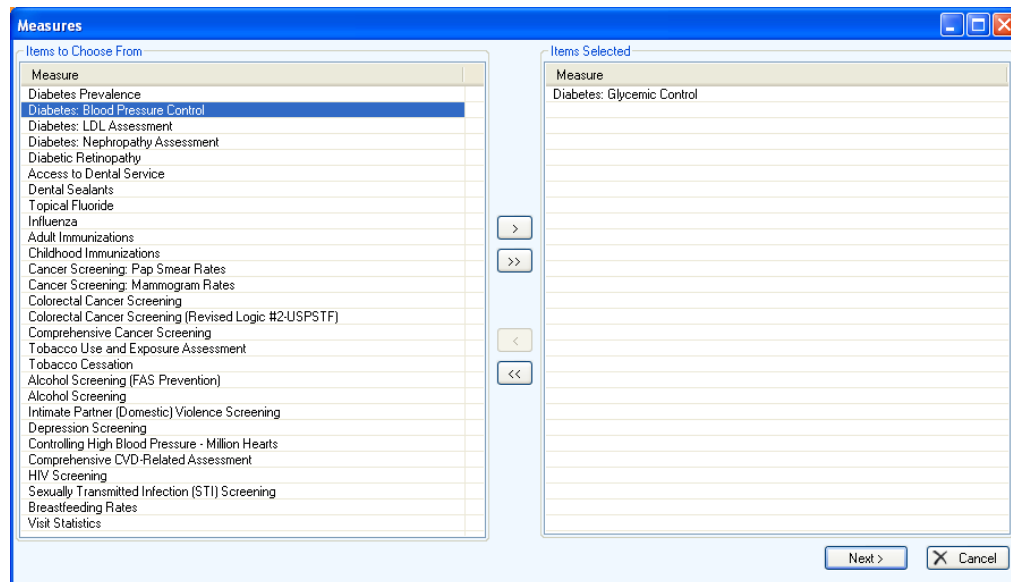 Measures
Items to Choose From
Measure
Diabetes Prevalence
Diabetes: Blood Pressure Control
Diabetes: LDL Assessment
Diabetes: Nephropathy Assessment
Diabetic Retinopathy
Access to Dental Service
Dental Sealants
Topical Fluoride
Influenza
Adult Immunizations
Childhood Immunizations
Cancer Screening: Pap Smear Rates
Cancer Screening: Mammogram Rates
Colorectal Cancer Screening
Colorectal Cancer Screening (Revised Logic #2-USPSTF)
Comprehensive Cancer Screening
Tobacco Use and Exposure Assessment
Tobacco Cessation
Alcohol Screening (FAS Prevention)
Alcohol Screening
Intimate Partner (Domestic) Violence Screening
Depression Screening
Controlling High Blood Pressure - Million Hearts
Comprehensive CVD-Related Assessment
HIV Screening
Sexually Transmitted Infection (STI) Screening
Breastfeeding Rates
Visit Statistics
>
>>
<
<<
Items Selected
Measure
Diabetes: Glycemic Control
Next >
Cancel